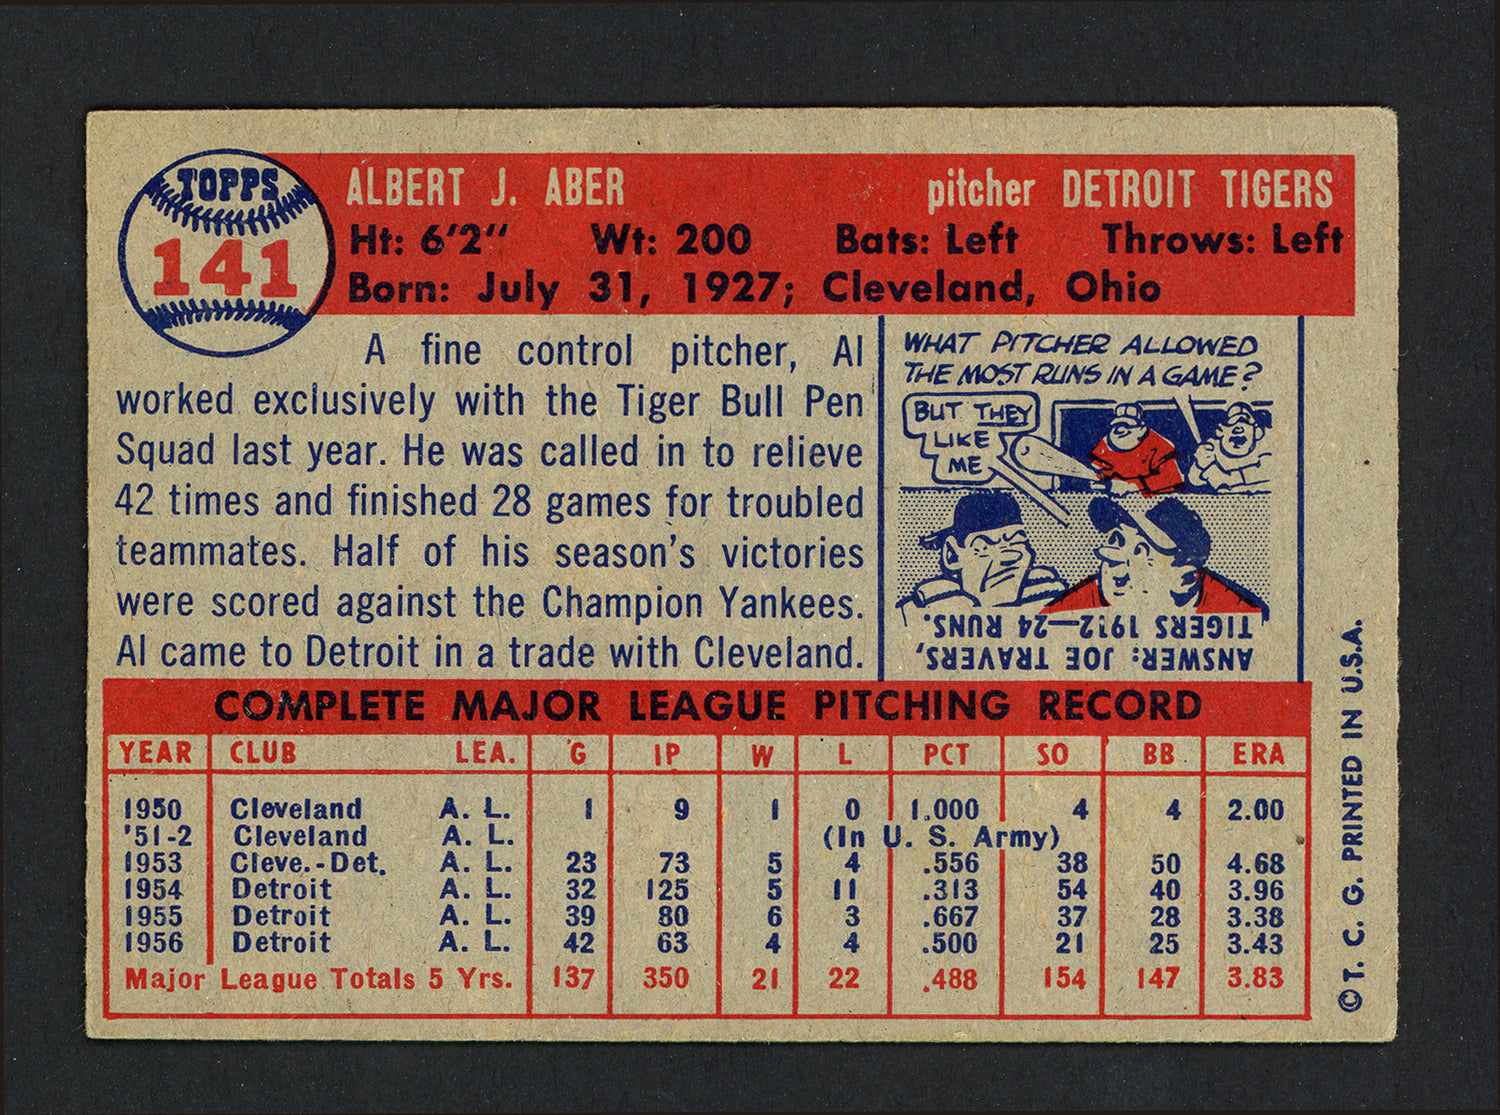 TOPPS
141
ALBERT J. ABER pitcher DETROIT TIGERS
Ht: 6'2" Wt: 200 Bats: Left Throws: Left
Born: July 31, 1927; Cleveland, Ohio
A fine control pitcher, Al
worked exclusively with the Tiger Bull Pen
Squad last year. He was called in to relieve
42 times and finished 28 games for troubled
teammates. Half of his season's victories
were scored against the Champion Yankees.
Al came to Detroit in a trade with Cleveland.
WHAT PITCHER ALLOWED
THE MOST RUNS IN A GAME?
BUT THEY
LIKE
ME
ANSWER: JOE TRAVERS,
TIGERS 1912—24 RUNS.
COMPLETE MAJOR LEAGUE PITCHING RECORD
YEAR CLUB LEA. G IP W L PCT SO BB ERA
1950 Cleveland A. L. 1 9 1 0 1.000 4 4 2.00
'51-2 Cleveland A. L. (In U. S. Army)
1953 Cleve.-Det. A. L. 23 73 5 4 .556 38 50 4.68
1954 Detroit A. L. 32 125 5 11 .313 54 40 3.96
1955 Detroit A. L. 39 80 6 3 .667 37 28 3.38
1956 Detroit A. L. 42 63 4 4 .500 21 25 3.43
Major League Totals 5 Yrs. 137 350 21 22 .488 154 147 3.83
© T. C. G. PRINTED IN U.S.A.